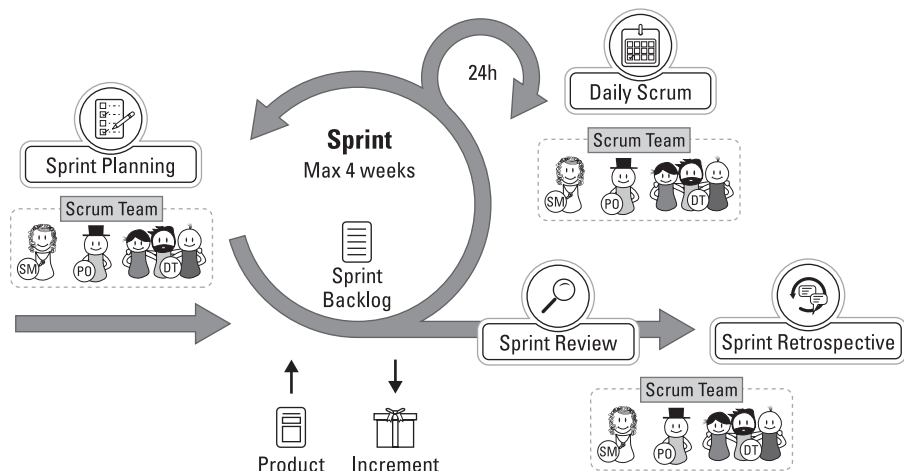 24h
Daily Scrum
Scrum Team
SM
PO
DT
Sprint Planning
Scrum Team
SM
PO
DT
Sprint
Max 4 weeks
Sprint
Backlog
Sprint Review
Sprint Retrospective
Scrum Team
SM
PO
DT
Product
Increment